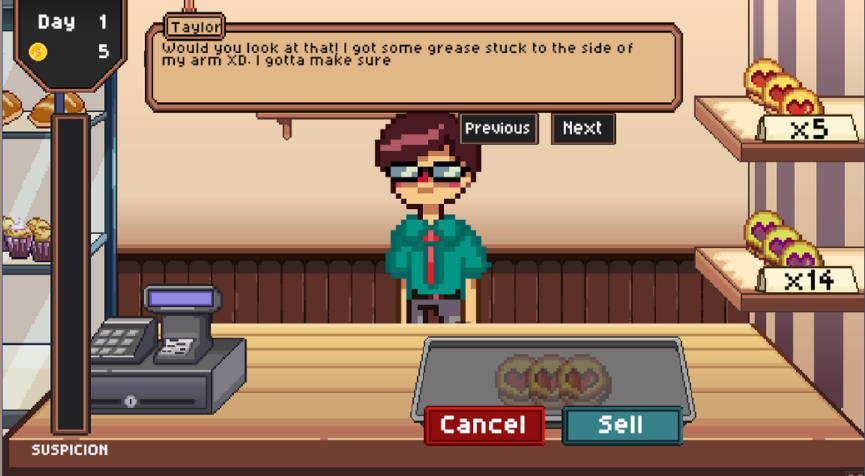 Day 1
5
Taylor
Would you look at that! I got some grease stuck to the side of
my arm XD. I gotta make sure
Previous
Next
x5
x14
Cancel
Sell
SUSPICION